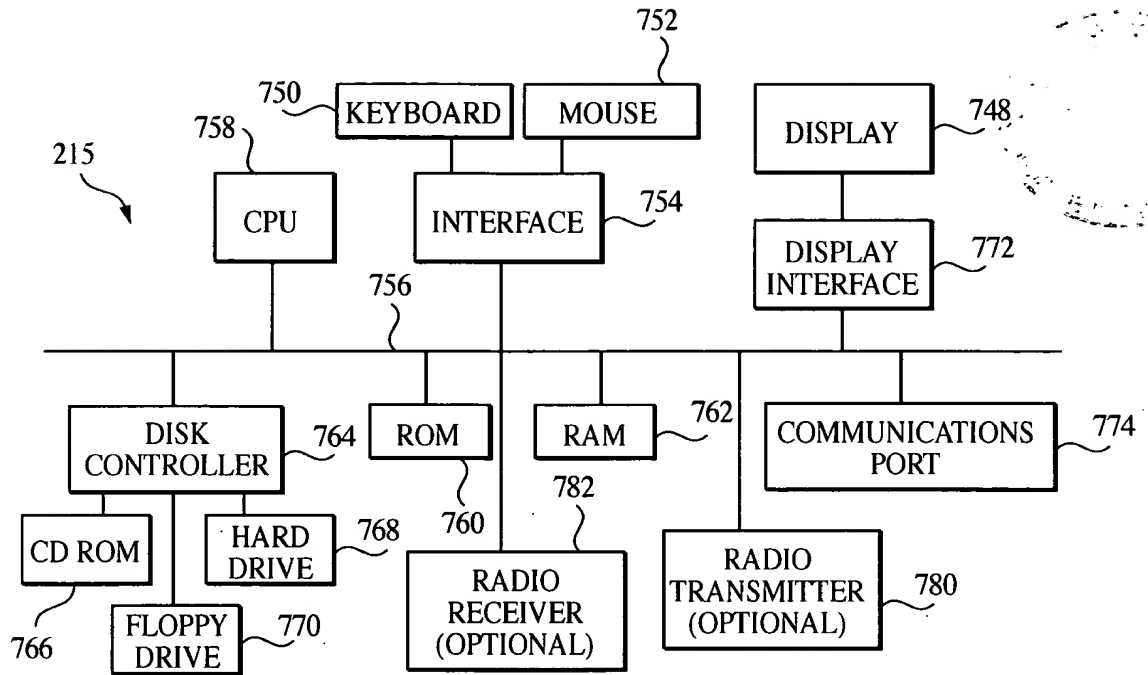 752
750
KEYBOARD
MOUSE
DISPLAY
748
758
215
CPU
INTERFACE
754
DISPLAY
INTERFACE
772
756
DISK
CONTROLLER
764
ROM
760
RAM
762
COMMUNICATIONS
PORT
774
CD ROM
766
HARD
DRIVE
768
FLOPPY
DRIVE
770
782
RADIO
RECEIVER
(OPTIONAL)
RADIO
TRANSMITTER
(OPTIONAL)
780